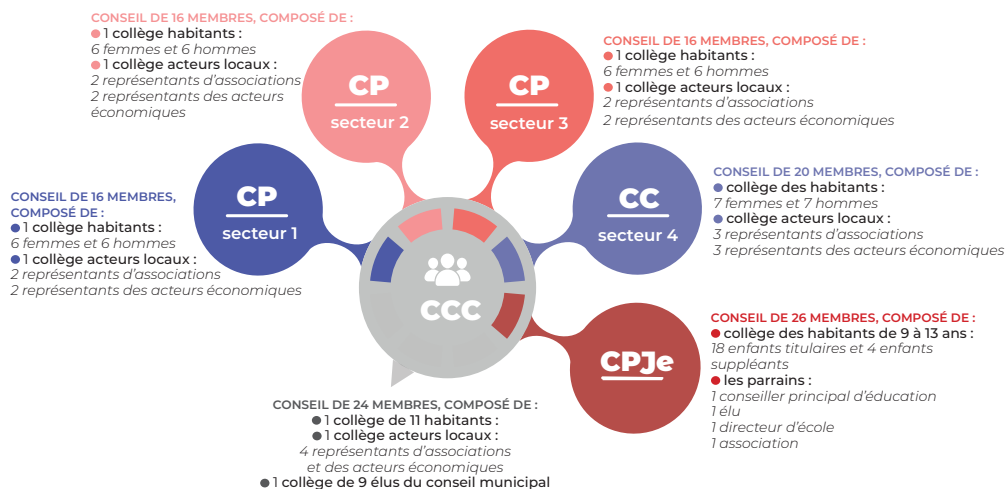 CONSEIL DE 16 MEMBRES, COMPOSÉ DE :
● 1 collège habitants :
6 femmes et 6 hommes
● 1 collège acteurs locaux :
2 représentants d'associations
2 représentants des acteurs
économiques
CP
secteur 2
CP
secteur 3
CONSEIL DE 16 MEMBRES, COMPOSÉ DE :
● 1 collège habitants :
6 femmes et 6 hommes
● 1 collège acteurs locaux :
2 représentants d'associations
2 représentants des acteurs économiques
CONSEIL DE 16 MEMBRES,
COMPOSÉ DE :
● 1 collège habitants :
6 femmes et 6 hommes
● 1 collège acteurs locaux :
2 représentants d'associations
2 représentants des acteurs économiques
CP
secteur 1
CC
secteur 4
CONSEIL DE 20 MEMBRES, COMPOSÉ DE :
● collège des habitants :
7 femmes et 7 hommes
● collège acteurs locaux :
3 représentants d'associations
3 représentants des acteurs économiques
CCC
CPJe
CONSEIL DE 26 MEMBRES, COMPOSÉ DE :
● collège des habitants de 9 à 13 ans :
18 enfants titulaires et 4 enfants
suppléants
● les parrains :
1 conseiller principal d'éducation
1 élu
1 directeur d'école
1 association
CONSEIL DE 24 MEMBRES, COMPOSÉ DE :
● 1 collège de 11 habitants :
● 1 collège acteurs locaux :
4 représentants d'associations
et des acteurs économiques
● 1 collège de 9 élus du conseil municipal